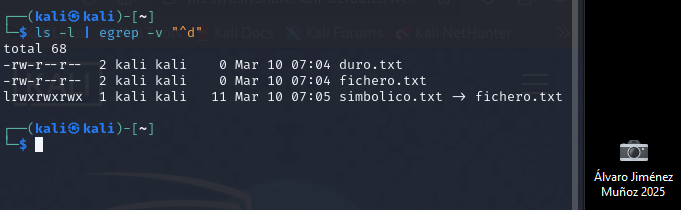 ┌──(kali㉿kali)-[~]
└─$ ls -l | egrep -v "^d"
total 68
-rw-r--r-- 2 kali kali 0 Mar 10 07:04 duro.txt
-rw-r--r-- 2 kali kali 0 Mar 10 07:04 fichero.txt
lrwxrwxrwx 1 kali kali 11 Mar 10 07:05 simbolico.txt → fichero.txt
┌──(kali㉿kali)-[~]
└─$
Álvaro Jiménez
Muñoz 2025
Kali Docs
Kali Forums
Kali NetHunter